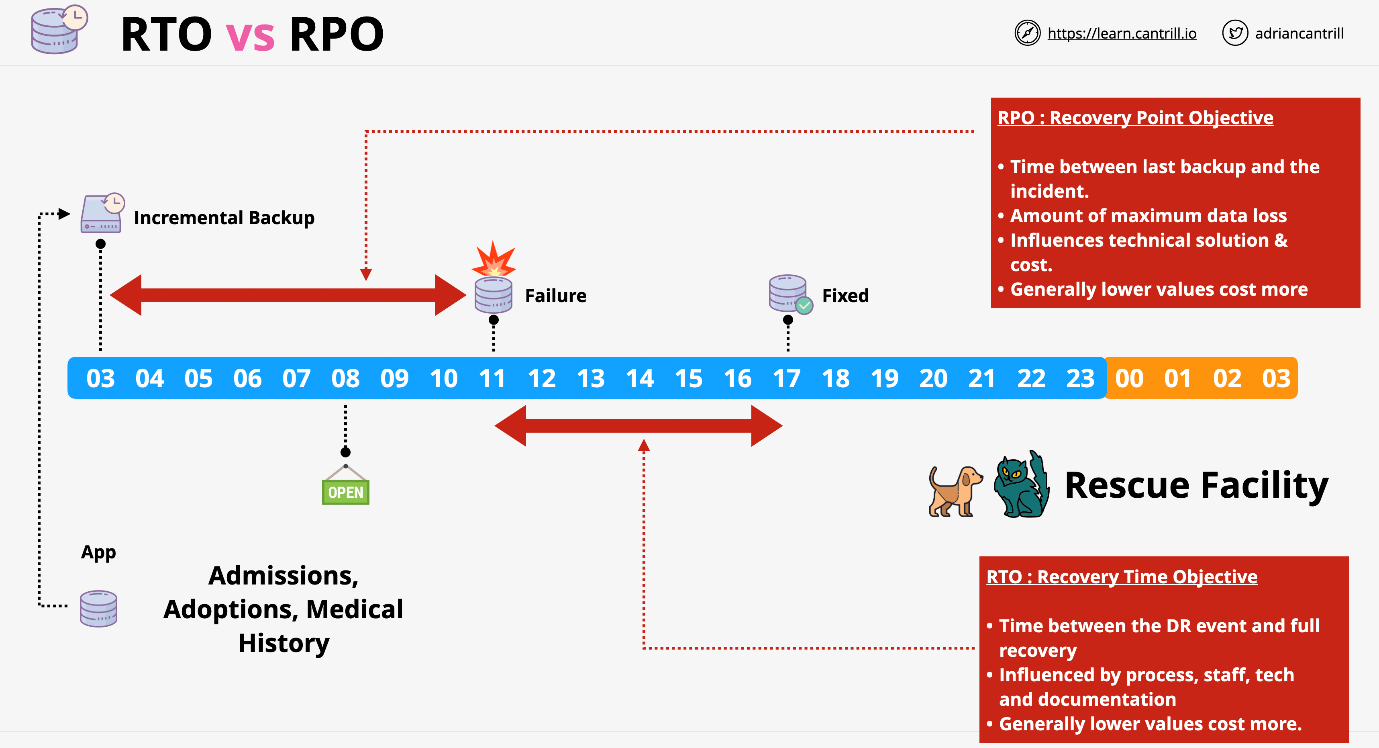 RTO vs RPO
https://learn.cantrill.io
adriancantrill
RPO : Recovery Point Objective
• Time between last backup and the
incident.
• Amount of maximum data loss
• Influences technical solution &
cost.
• Generally lower values cost more
Incremental Backup
Failure
Fixed
03 04 05 06 07 08 09 10 11 12 13 14 15 16 17 18 19 20 21 22 23 00 01 02 03
OPEN
Rescue Facility
App
Admissions,
Adoptions, Medical
History
RTO : Recovery Time Objective
• Time between the DR event and full
recovery
• Influenced by process, staff, tech
and documentation
• Generally lower values cost more.